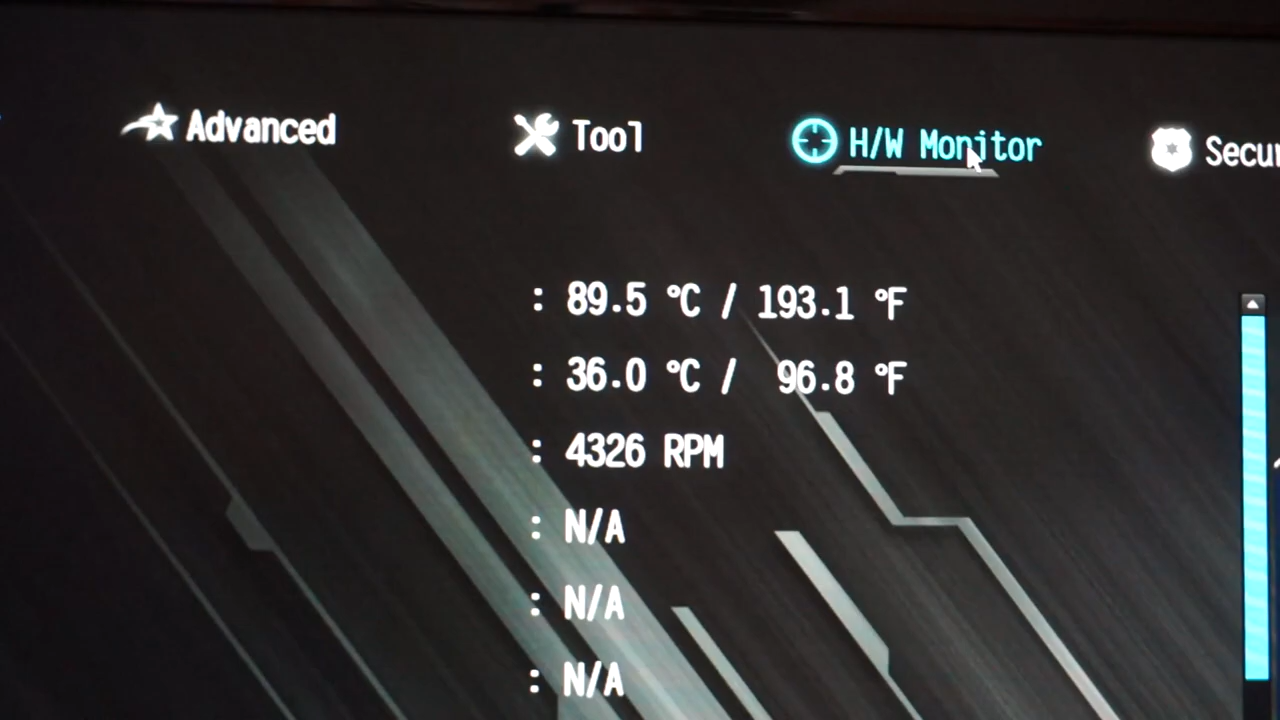 Advanced Tool H/W Monitor
: 89.5 °C / 193.1 °F
: 36.0 °C / 96.8 °F
: 4326 RPM
: N/A
: N/A
: N/A